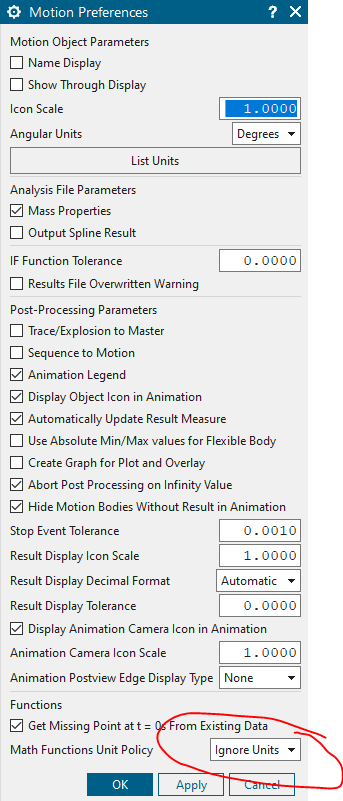 Motion Preferences
Motion Object Parameters
Name Display
Show Through Display
Icon Scale 1.0000
Angular Units Degrees
List Units
Analysis File Parameters
Mass Properties
Output Spline Result
IF Function Tolerance 0.0000
Results File Overwritten Warning
Post-Processing Parameters
Trace/Explosion to Master
Sequence to Motion
Animation Legend
Display Object Icon in Animation
Automatically Update Result Measure
Use Absolute Min/Max values for Flexible Body
Create Graph for Plot and Overlay
Abort Post Processing on Infinity Value
Hide Motion Bodies Without Result in Animation
Stop Event Tolerance 0.0010
Result Display Icon Scale 1.0000
Result Display Decimal Format Automatic
Result Display Tolerance 0.0000
Display Animation Camera Icon in Animation
Animation Camera Icon Scale 1.0000
Animation Postview Edge Display Type None
Functions
Get Missing Point at t = 0s From Existing Data
Math Functions Unit Policy Ignore Units
OK Apply Cancel